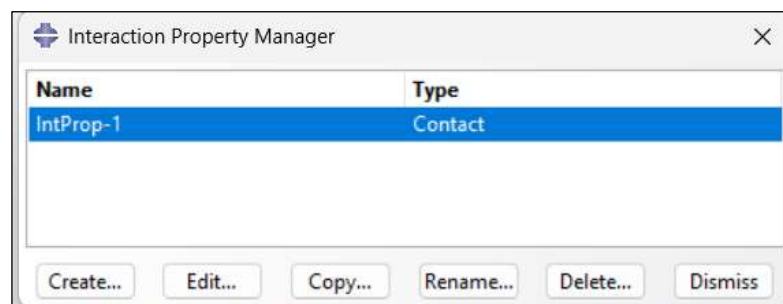 Interaction Property Manager
Name Type
IntProp-1 Contact
Create... Edit... Copy... Rename... Delete... Dismiss